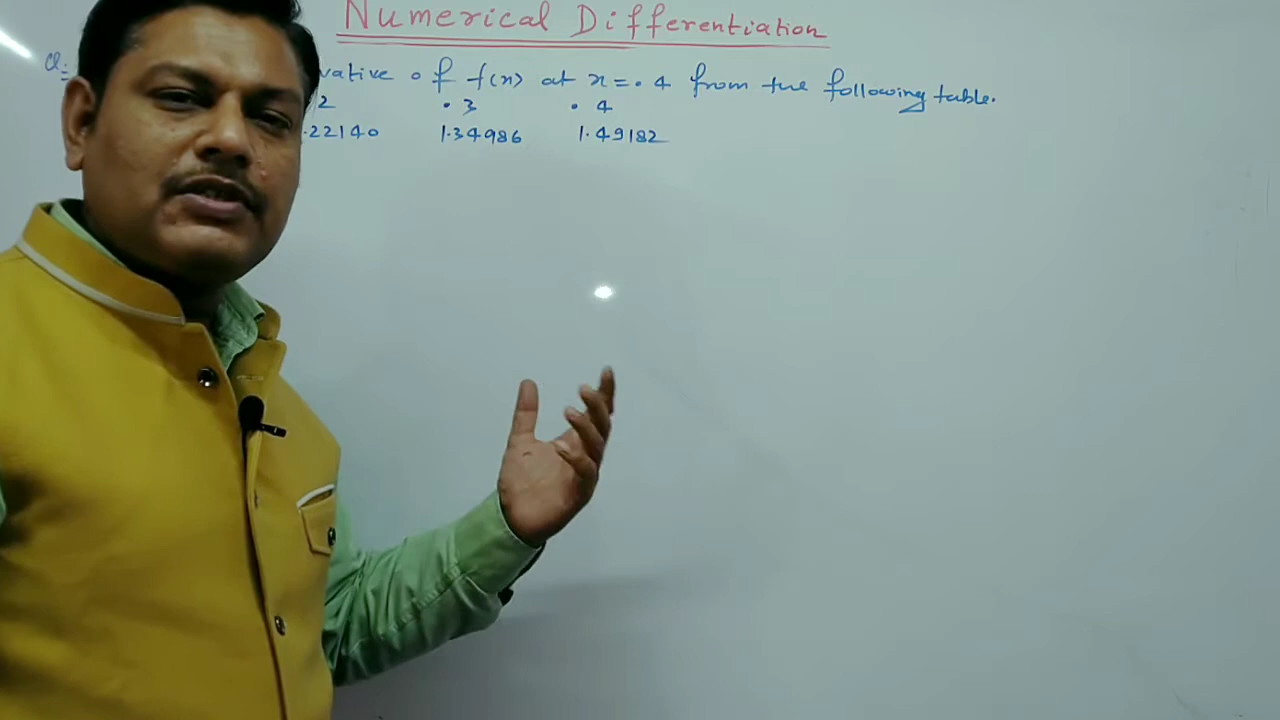 Numerical Differentiation
Q:- vative of f(x) at x = .4 from the following table.
2 .3 .4
.22140 1.34986 1.49182